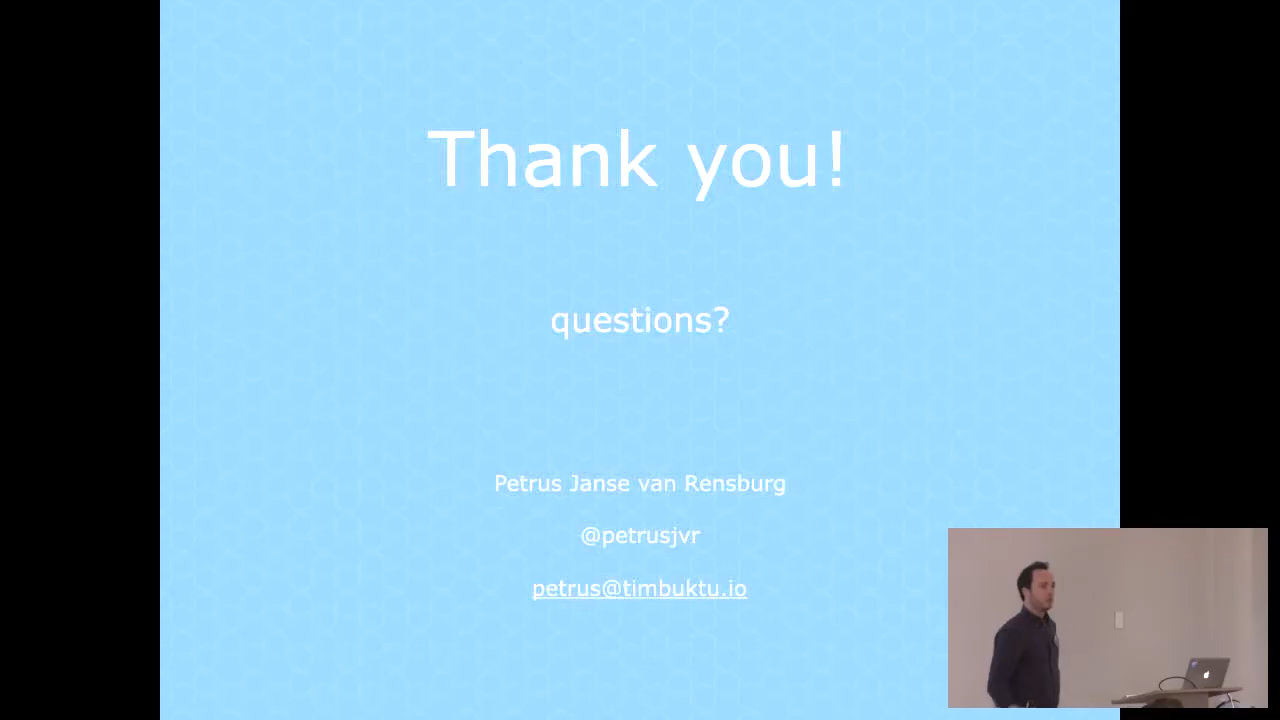 Thank you!
questions?
Petrus Janse van Rensburg
@petrusjvr
petrus@timbuktu.io